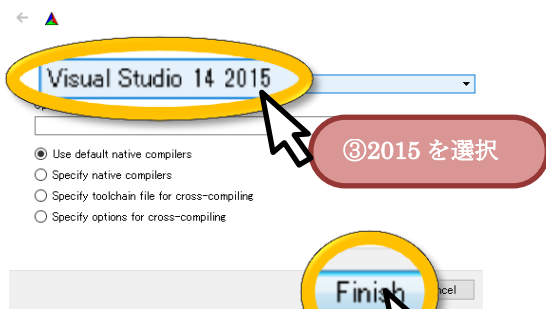 Visual Studio 14 2015
③2015 を選択
Use default native compilers
Specify native compilers
Specify toolchain file for cross-compiling
Specify options for cross-compiling
Finish